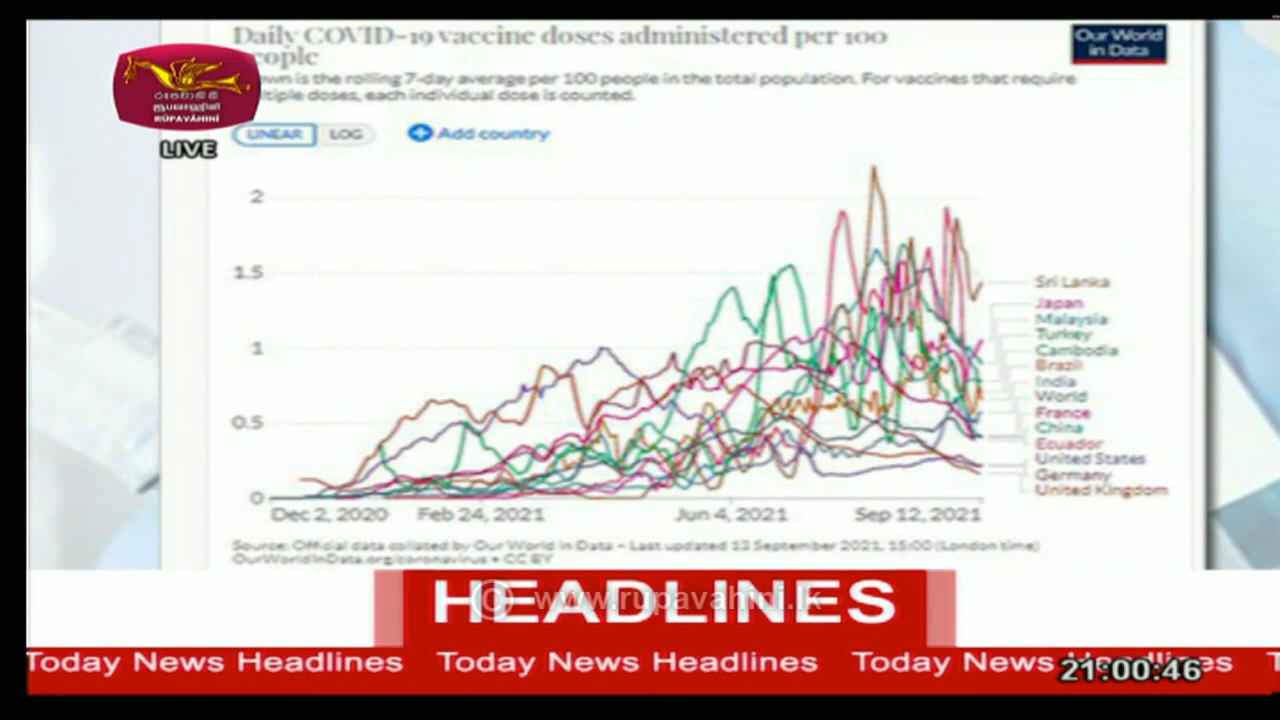 Daily COVID-19 vaccine doses administered per 100
people
Shown is the rolling 7-day average per 100 people in the total population. For vaccines that require
multiple doses, each individual dose is counted.
Our World
in Data
රූපවාහිනී
ரூபவாஹினி
RŪPAVĀHINĪ
LIVE
LINEAR
LOG
Add country
2
1.5
1
0.5
0
Sri Lanka
Japan
Malaysia
Turkey
Cambodia
Brazil
India
World
France
China
Ecuador
United States
Germany
United Kingdom
Dec 2, 2020
Feb 24, 2021
Jun 4, 2021
Sep 12, 2021
Source: Official data collated by Our World in Data – Last updated 13 September 2021, 15:00 (London time)
OurWorldInData.org/coronavirus • CC BY
HEADLINES
© www.rupavahini.lk
Today News Headlines Today News Headlines Today News Headlines T
21:00:46